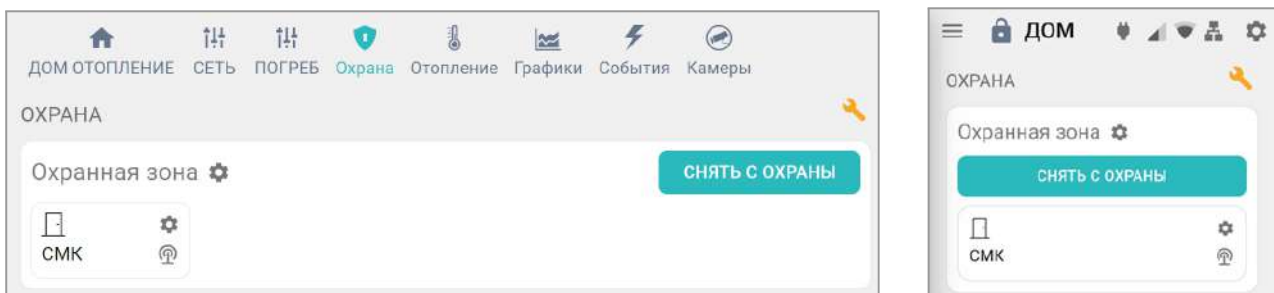 ДОМ ОТОПЛЕНИЕ СЕТЬ ПОГРЕБ Охрана Отопление Графики События Камеры
ОХРАНА
Охранная зона
СНЯТЬ С ОХРАНЫ
СМК
ДОМ
ОХРАНА
Охранная зона
СНЯТЬ С ОХРАНЫ
СМК